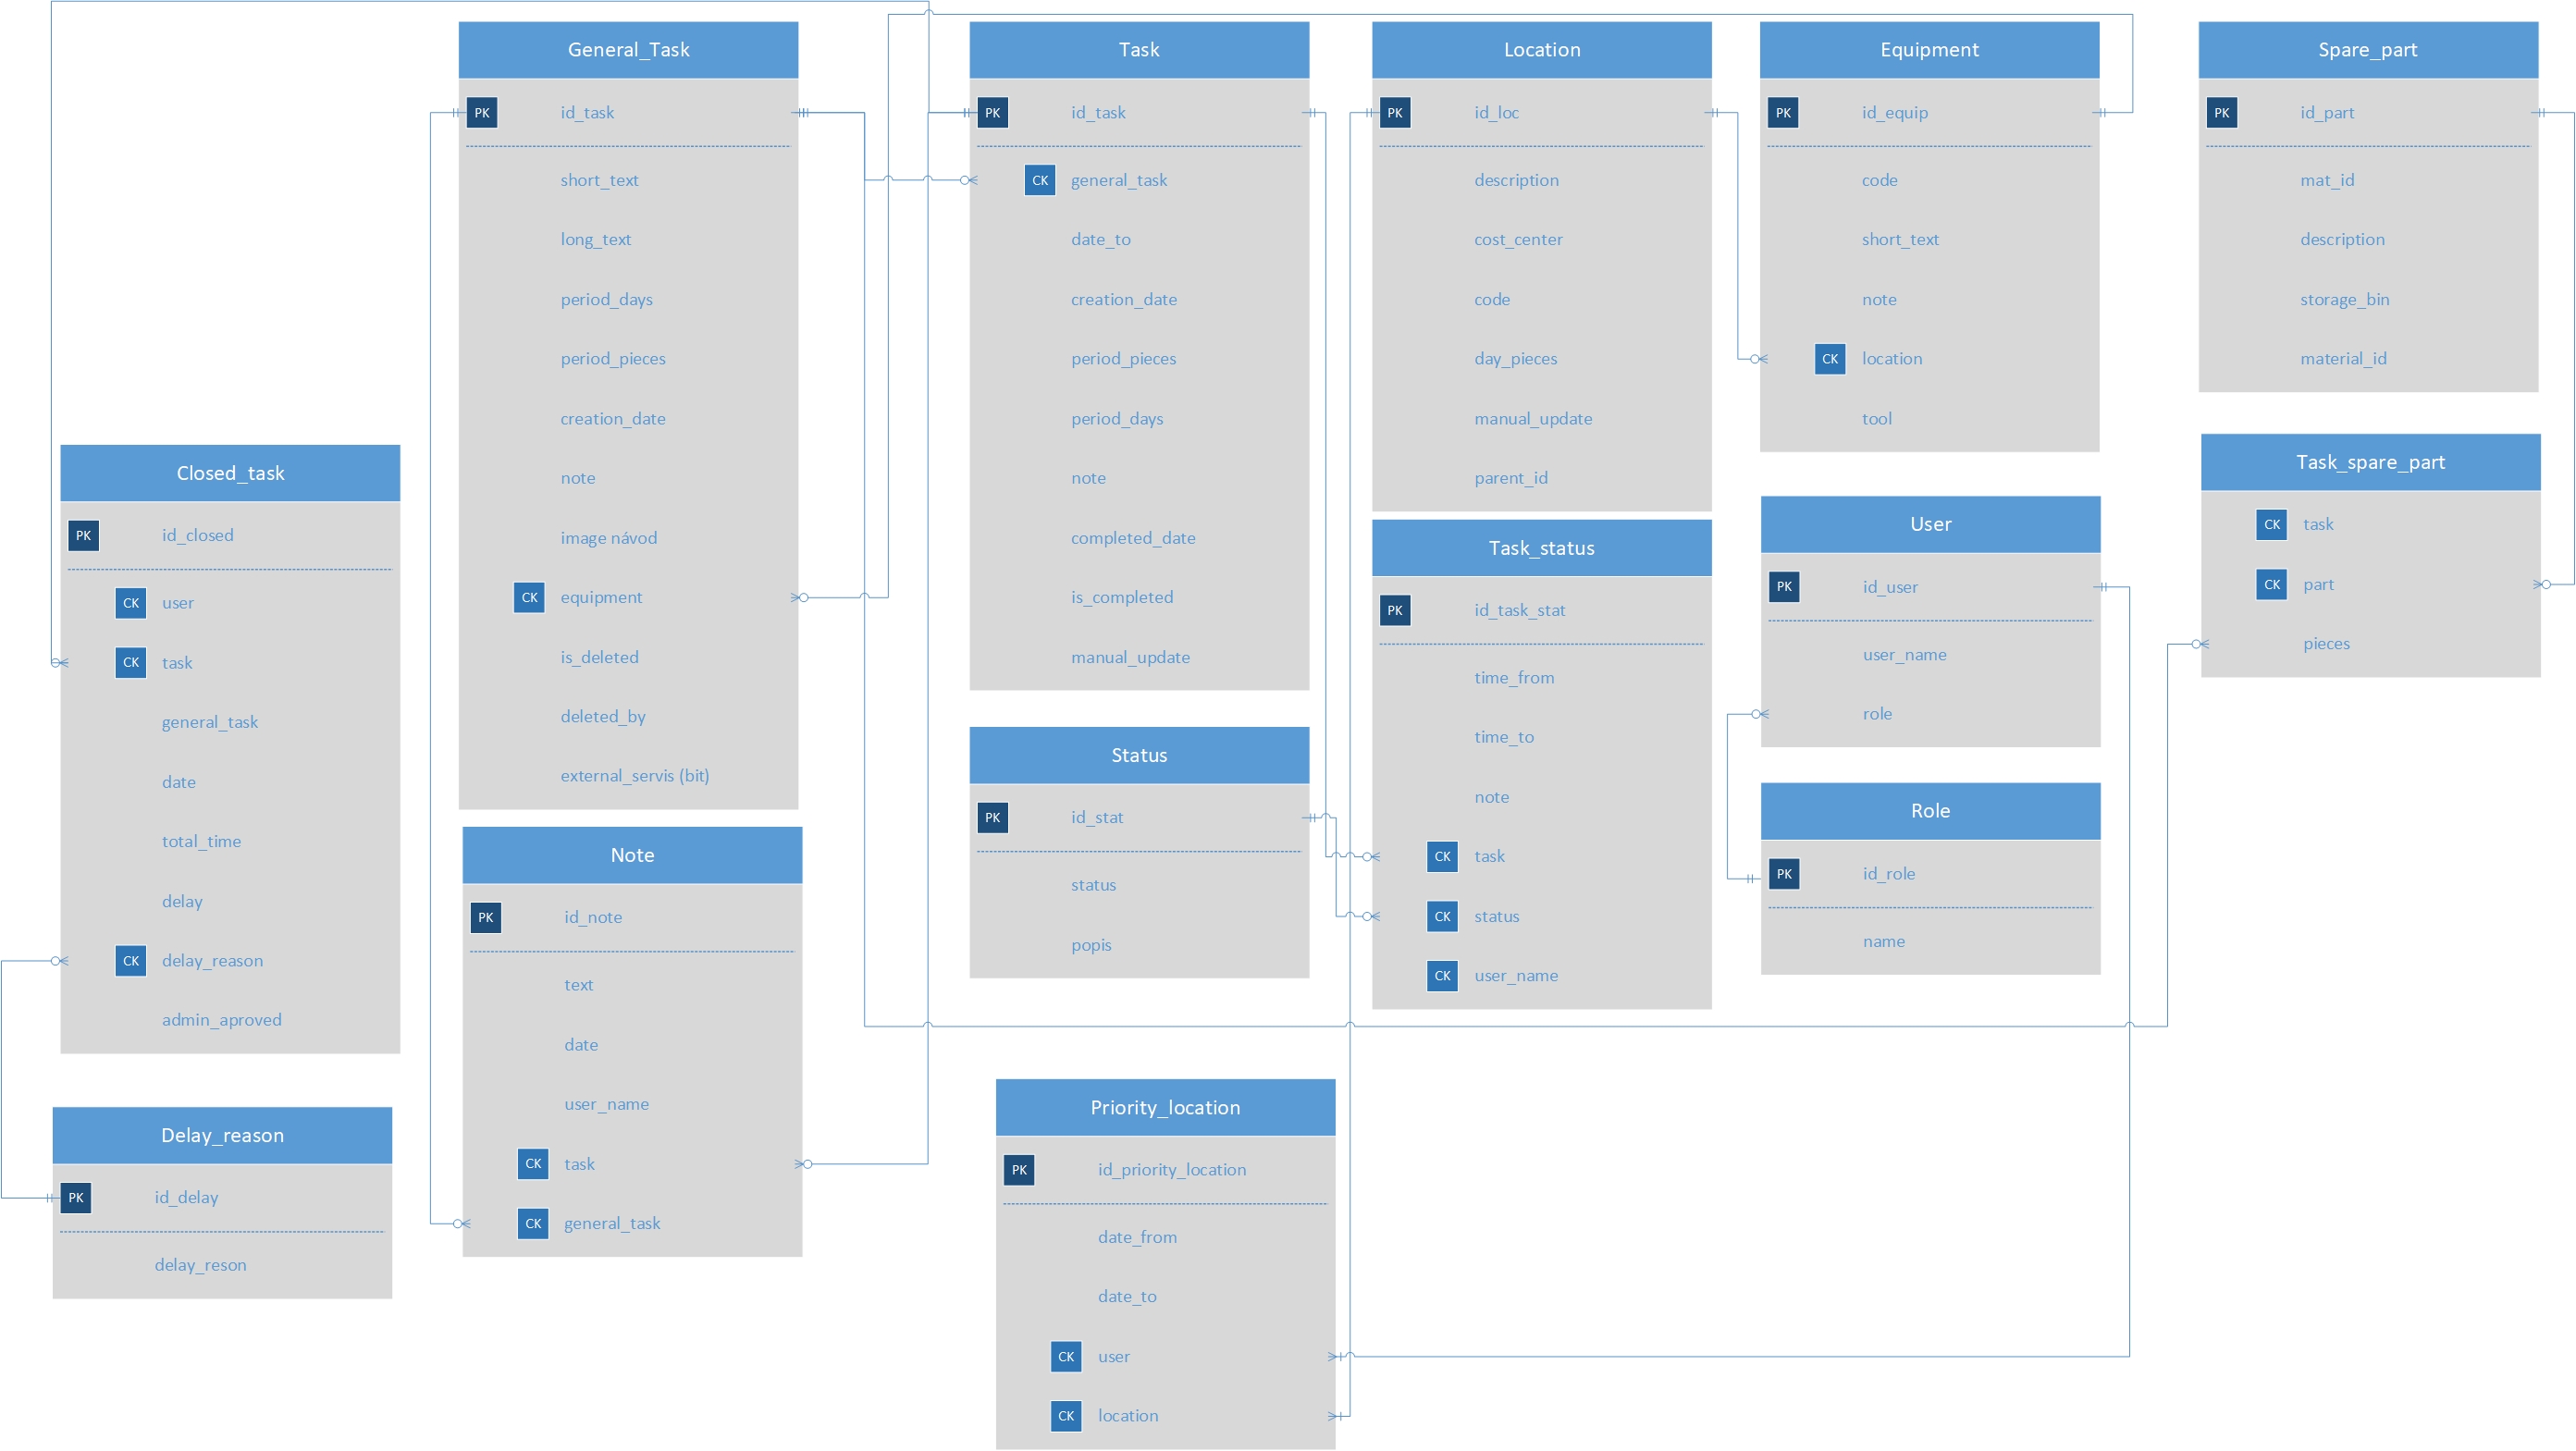 General_Task
PK id_task
short_text
long_text
period_days
period_pieces
creation_date
note
image návod
CK equipment
is_deleted
deleted_by
external_servis (bit)
Task
PK id_task
CK general_task
date_to
creation_date
period_pieces
period_days
note
completed_date
is_completed
manual_update
Location
PK id_loc
description
cost_center
code
day_pieces
manual_update
parent_id
Equipment
PK id_equip
code
short_text
note
CK location
tool
Spare_part
PK id_part
mat_id
description
storage_bin
material_id
Closed_task
PK id_closed
CK user
CK task
general_task
date
total_time
delay
CK delay_reason
admin_aproved
Task_status
PK id_task_stat
time_from
time_to
note
CK task
CK status
CK user_name
User
PK id_user
user_name
role
Task_spare_part
CK task
CK part
pieces
Status
PK id_stat
status
popis
Role
PK id_role
name
Note
PK id_note
text
date
user_name
CK task
CK general_task
Delay_reason
PK id_delay
delay_reson
Priority_location
PK id_priority_location
date_from
date_to
CK user
CK location